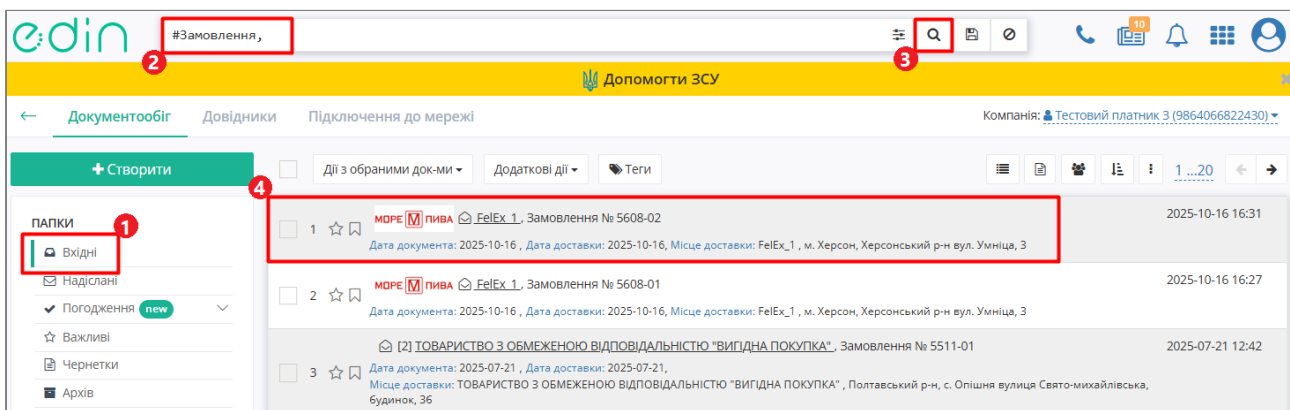 edin
#Замовлення,
2
3
10
Допомогти ЗСУ
← Документообіг Довідники Підключення до мережі
Компанія: Тестовий платник 3 (9864066822430)
+ Створити
Дії з обраними док-ми Додаткові дії Теги
1 ...20
4
ПАПКИ
1
Вхідні
Надіслані
Погодження new
Важливі
Чернетки
Архів
1 МОРЕ М ПИВА FelEx_1 , Замовлення № 5608-02 2025-10-16 16:31
Дата документа: 2025-10-16 , Дата доставки: 2025-10-16, Місце доставки: FelEx_1 , м. Херсон, Херсонський р-н вул. Умніца, 3
2 МОРЕ М ПИВА FelEx_1 , Замовлення № 5608-01 2025-10-16 16:27
Дата документа: 2025-10-16 , Дата доставки: 2025-10-16, Місце доставки: FelEx_1 , м. Херсон, Херсонський р-н вул. Умніца, 3
[2] ТОВАРИСТВО З ОБМЕЖЕНОЮ ВІДПОВІДАЛЬНІСТЮ "ВИГІДНА ПОКУПКА" , Замовлення № 5511-01 2025-07-21 12:42
3 Дата документа: 2025-07-21 , Дата доставки: 2025-07-21,
Місце доставки: ТОВАРИСТВО З ОБМЕЖЕНОЮ ВІДПОВІДАЛЬНІСТЮ "ВИГІДНА ПОКУПКА" , Полтавський р-н, с. Опішня вулиця Свято-михайлівська,
будинок, 36